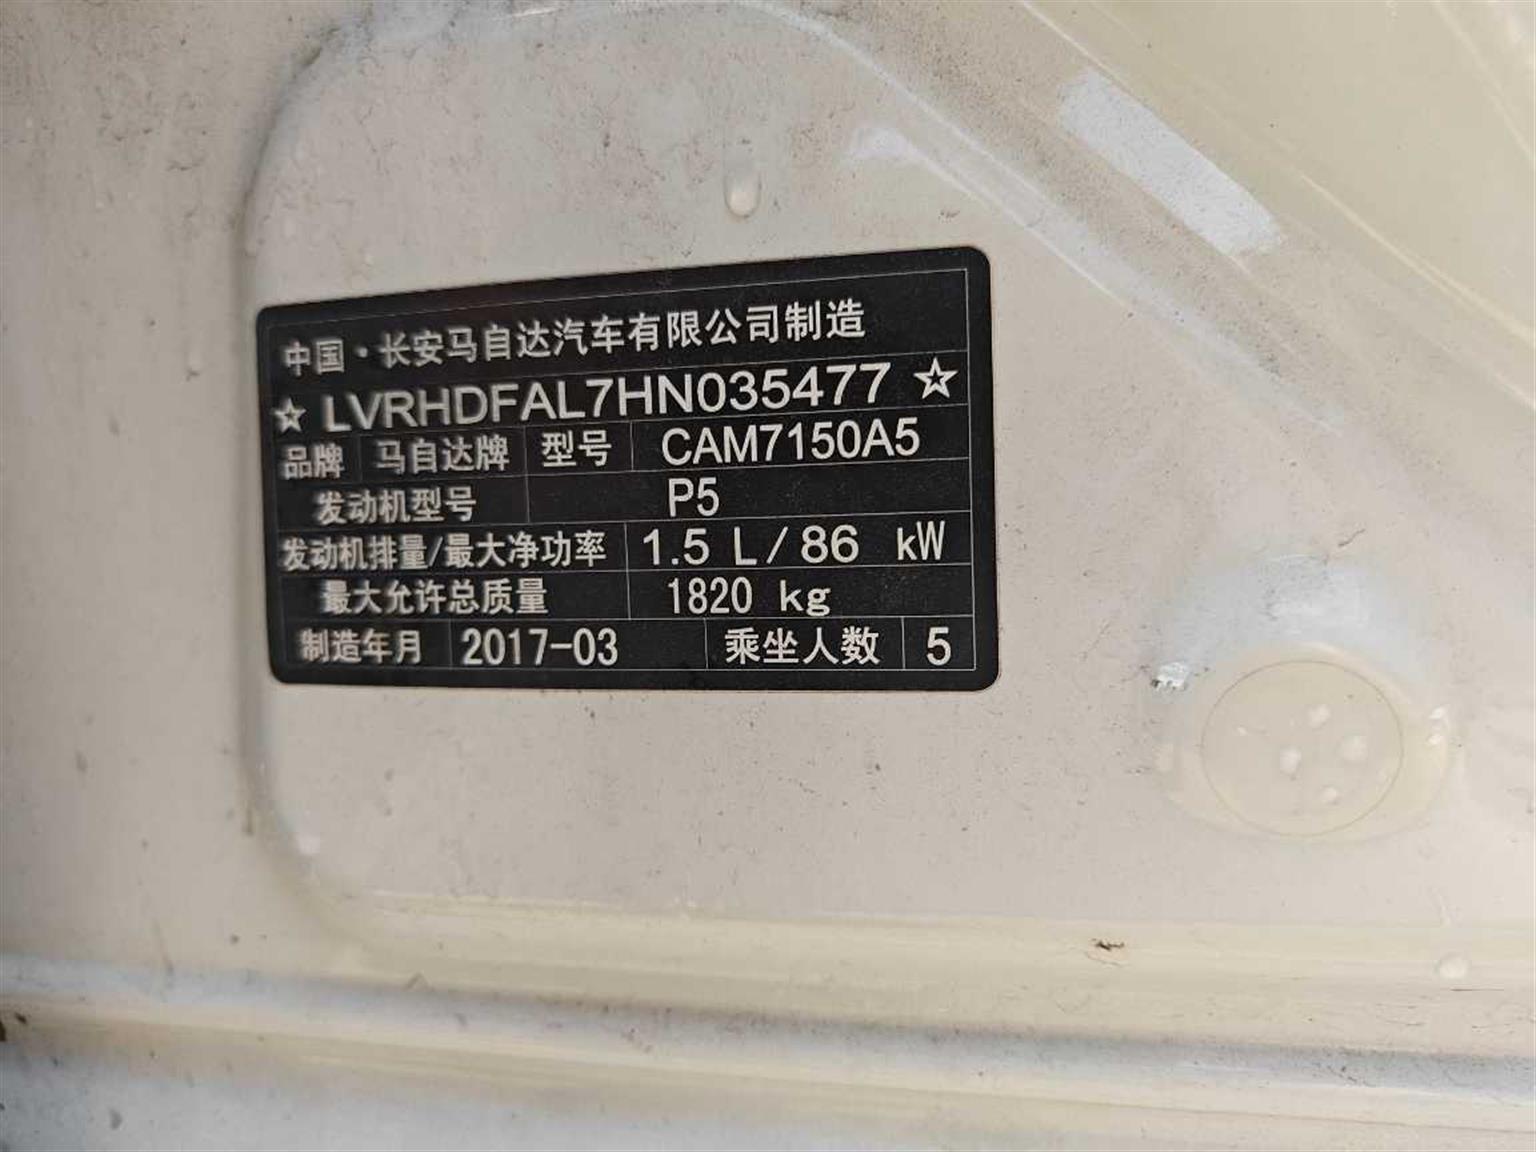 中国·长安马自达汽车有限公司制造
☆ LVRHDFAL7HN035477 ☆
品牌 马自达牌 型号 CAM7150A5
发动机型号 P5
发动机排量/最大净功率 1.5 L/86 kW
最大允许总质量 1820 kg
制造年月 2017-03 乘坐人数 5